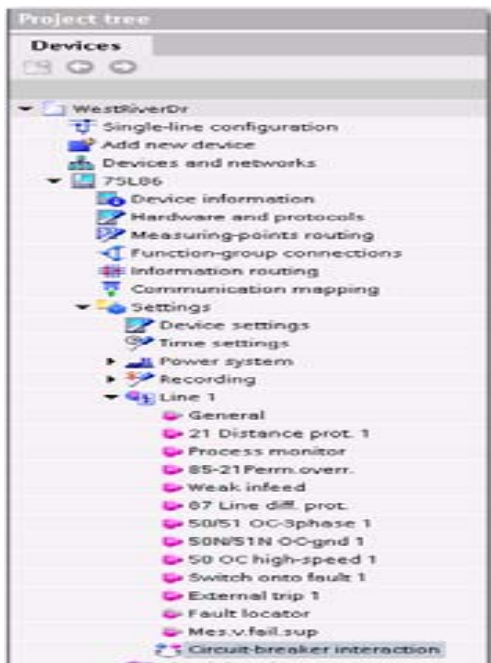 Project tree
Devices
WestRiverDr
Single-line configuration
Add new device
Devices and networks
7SL86
Device information
Hardware and protocols
Measuring-points routing
Function-group connections
Information routing
Communication mapping
Settings
Device settings
Time settings
Power system
Recording
Line 1
General
21 Distance prot. 1
Process monitor
85-21Perm.overr.
Weak infeed
87 Line diff. prot.
50/51 OC-3phase 1
50N/51N OC-gnd 1
50 OC high-speed 1
Switch onto fault 1
External trip 1
Fault locator
Mes.v.fail.sup
Circuit-breaker interaction